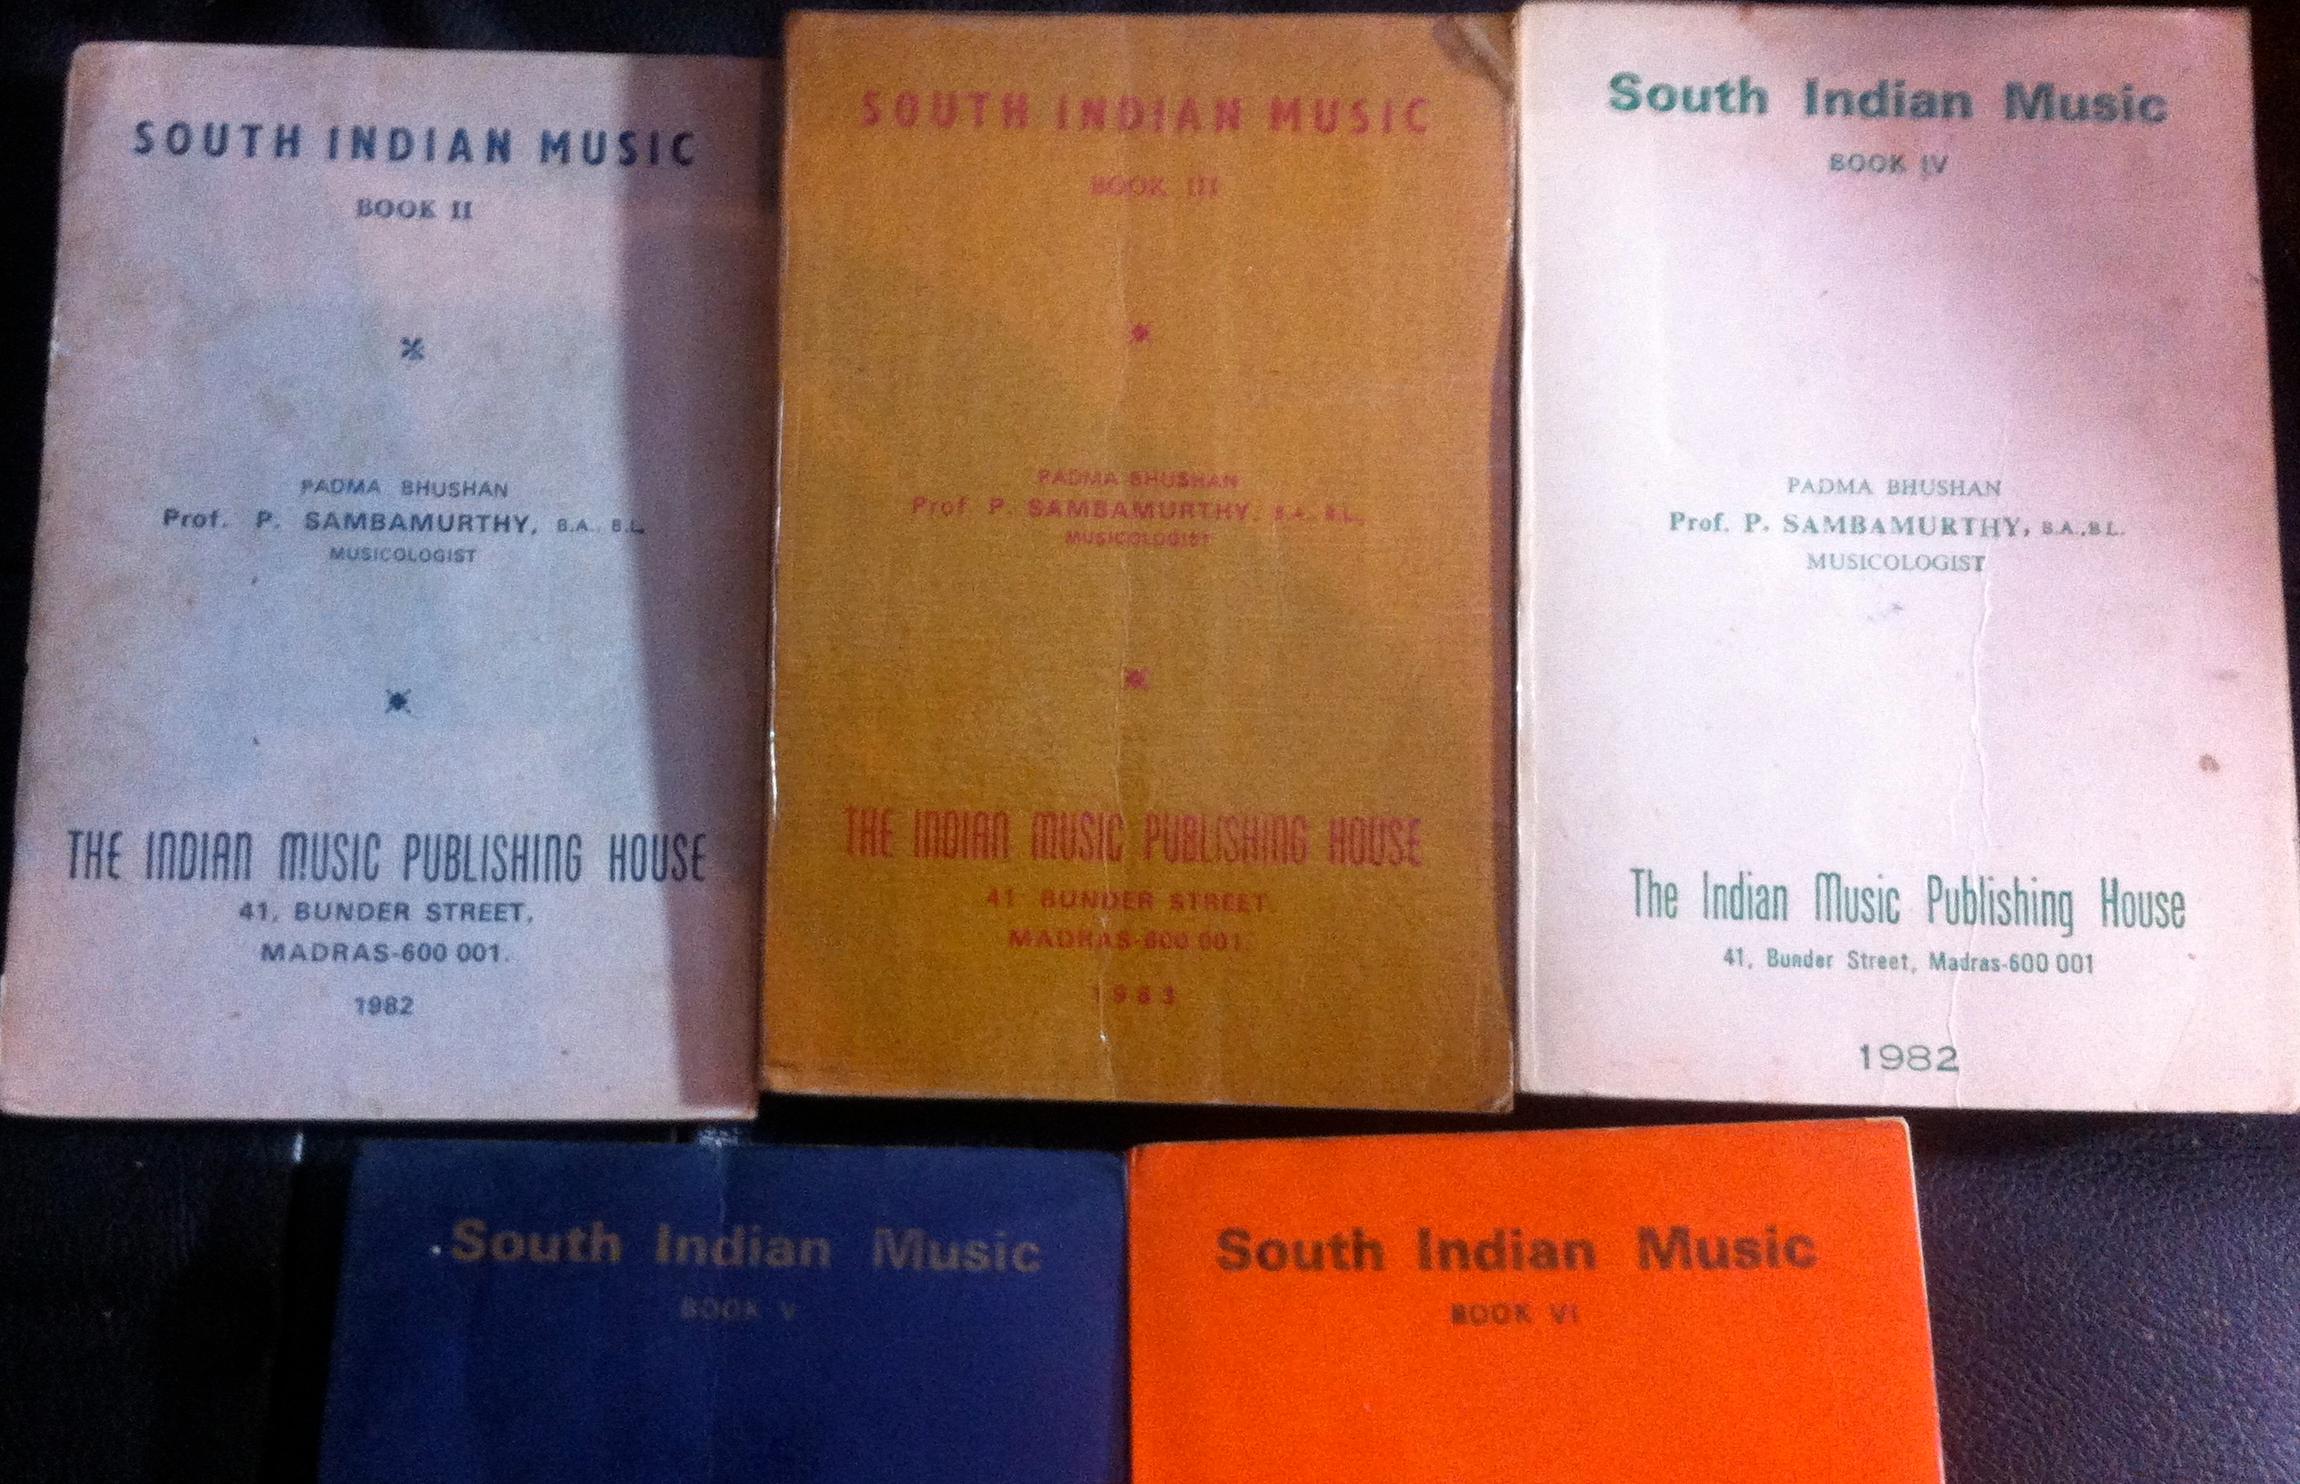 SOUTH INDIAN MUSIC
BOOK II
PADMA BHUSHAN
Prof. P. SAMBAMURTHY, B.A., B.L.
MUSICOLOGIST
THE INDIAN MUSIC PUBLISHING HOUSE
41, BUNDER STREET,
MADRAS-600 001.
1982
SOUTH INDIAN MUSIC
BOOK III
PADMA BHUSHAN
Prof. P. SAMBAMURTHY, B.A., B.L.,
MUSICOLOGIST
THE INDIAN MUSIC PUBLISHING HOUSE
41 BUNDER STREET,
MADRAS-600 001.
South Indian Music
BOOK IV
PADMA BHUSHAN
Prof. P. SAMBAMURTHY, B.A.,B.L.
MUSICOLOGIST
The Indian Music Publishing House
41, Bunder Street, Madras-600 001
1982
South Indian Music
BOOK V
South Indian Music
BOOK VI